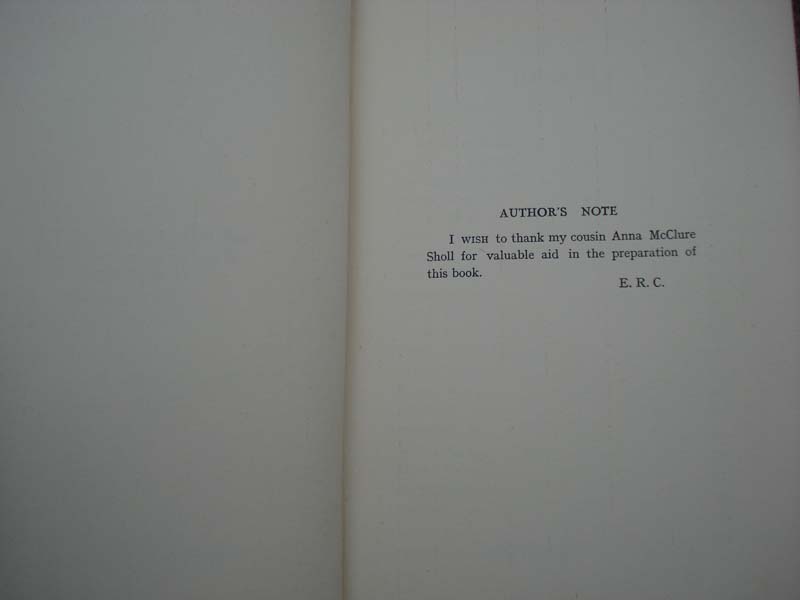 AUTHOR'S NOTE
I WISH to thank my cousin Anna McClure
Sholl for valuable aid in the preparation of
this book.
E. R. C.